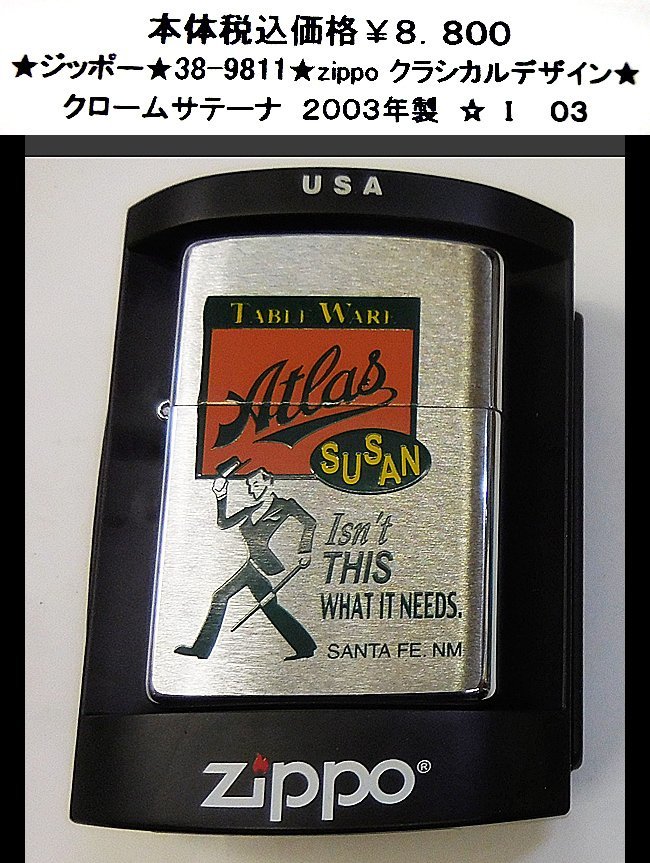 本体税込価格￥８．８００
★ジッポー★38-9811★zippo クラシカルデザイン★
クロームサテーナ　２００３年製　☆　Ｉ　０３
USA
TABLE WARE
Atlas
SUSAN
Isn't
THIS
WHAT IT NEEDS.
SANTA FE. NM
zippo®